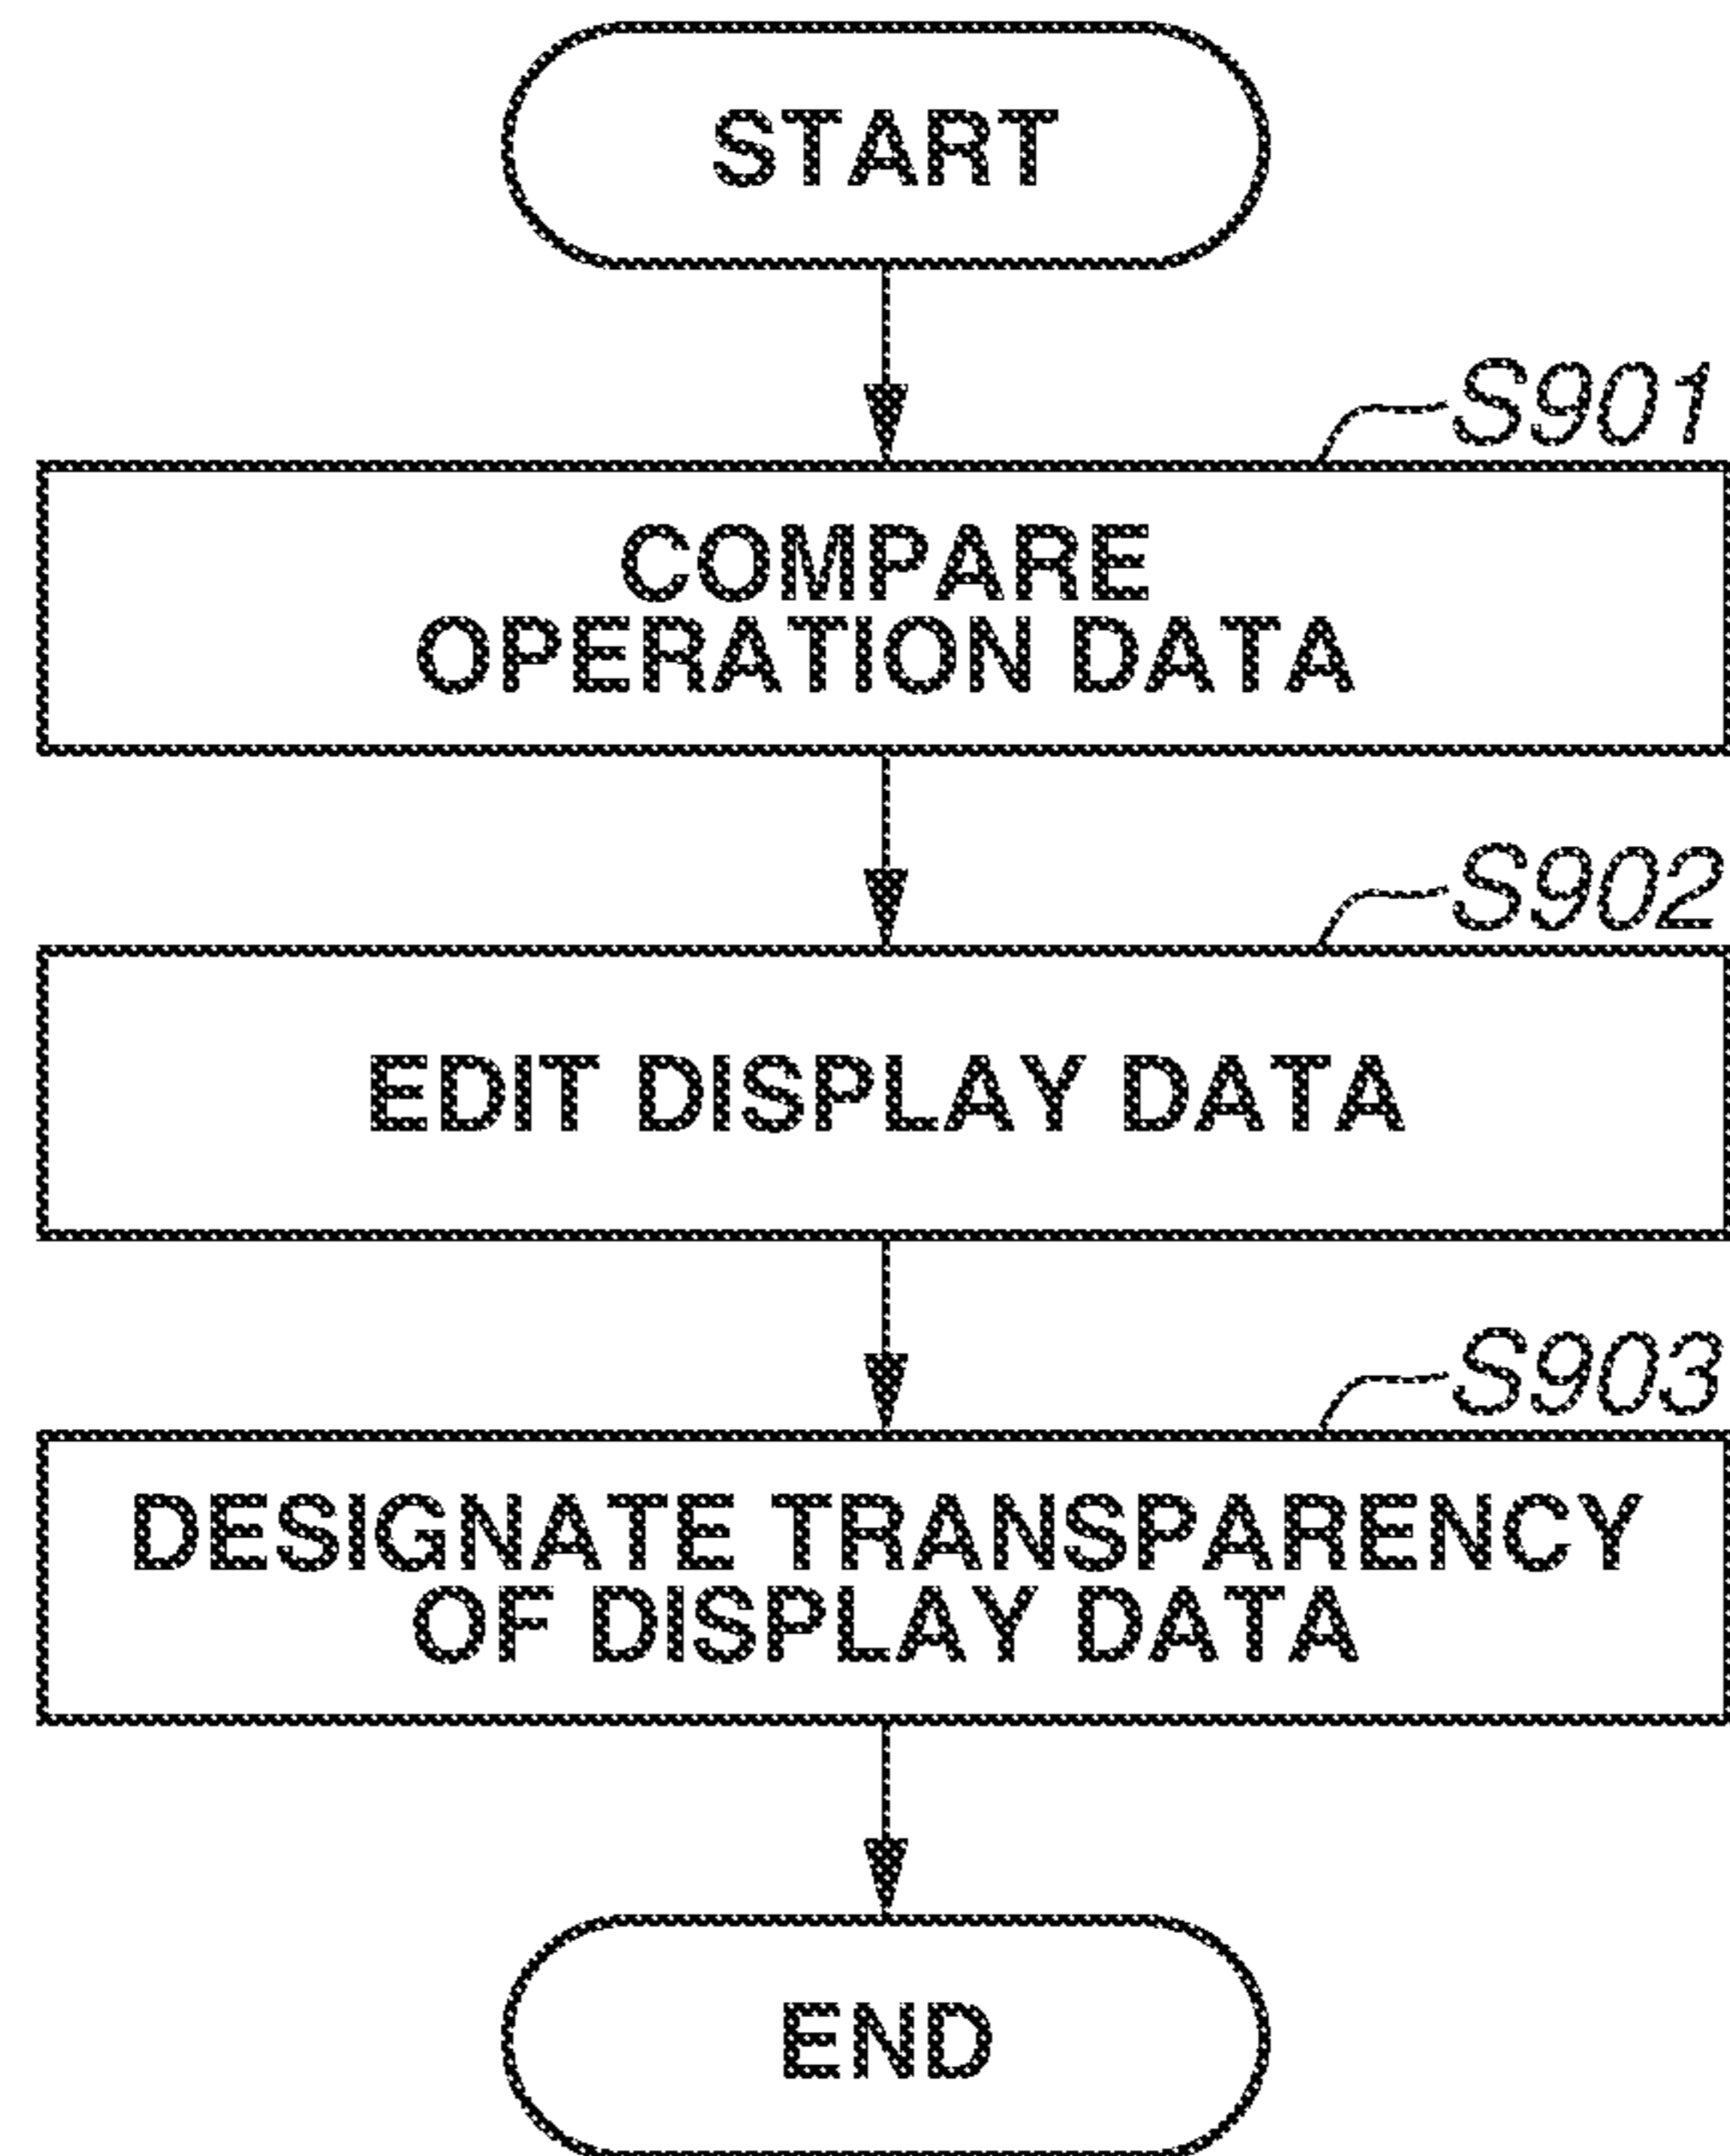 START
S901
COMPARE
OPERATION DATA
S902
EDIT DISPLAY DATA
S903
DESIGNATE TRANSPARENCY
OF DISPLAY DATA
END